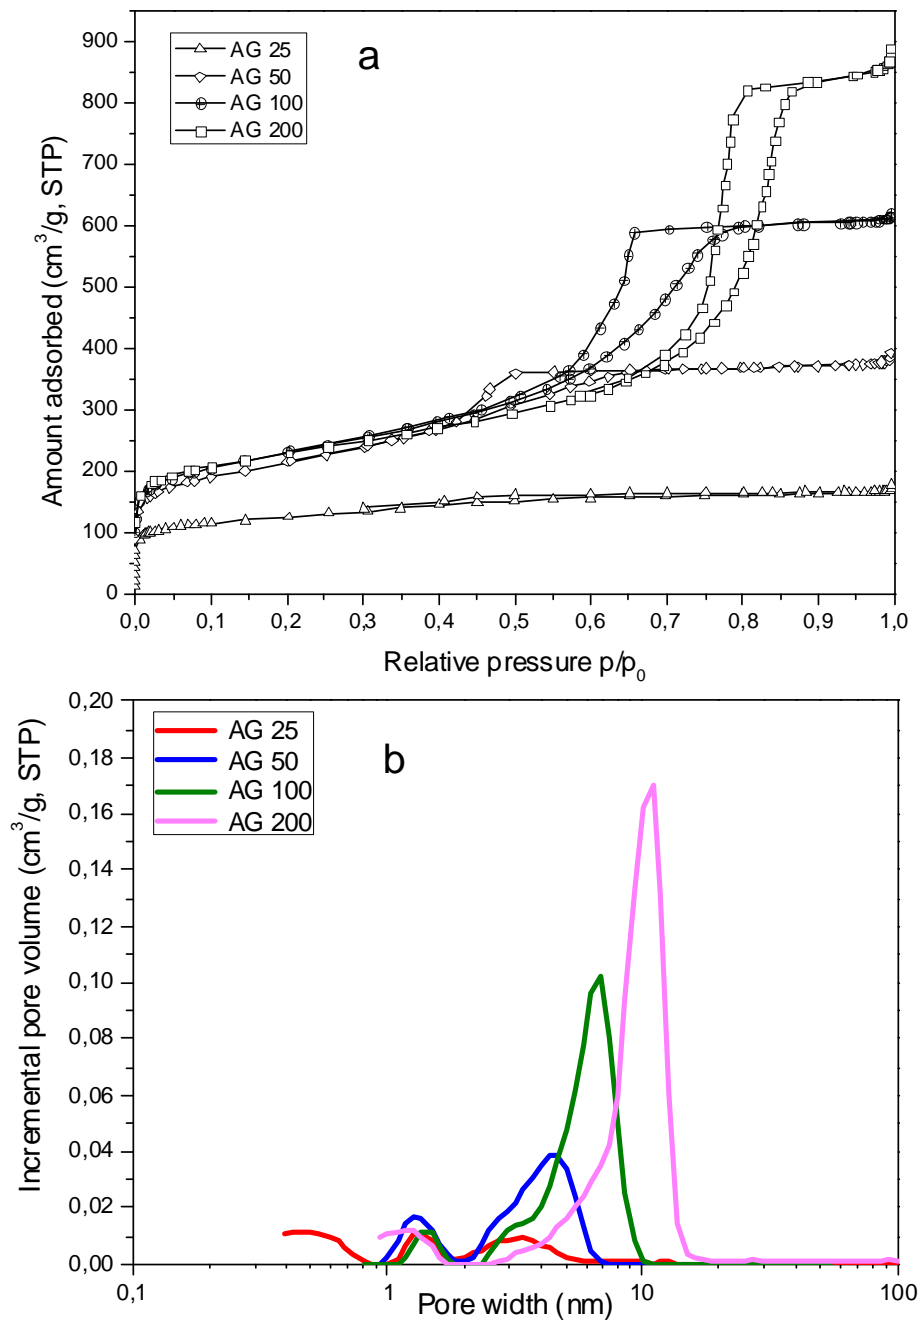 a
AG 25
AG 50
AG 100
AG 200
Amount adsorbed (cm³/g, STP)
900
800
700
600
500
400
300
200
100
0
0,0 0,1 0,2 0,3 0,4 0,5 0,6 0,7 0,8 0,9 1,0
Relative pressure p/p₀
b
AG 25
AG 50
AG 100
AG 200
Incremental pore volume (cm³/g, STP)
0,20
0,18
0,16
0,14
0,12
0,10
0,08
0,06
0,04
0,02
0,00
0,1 1 10 100
Pore width (nm)